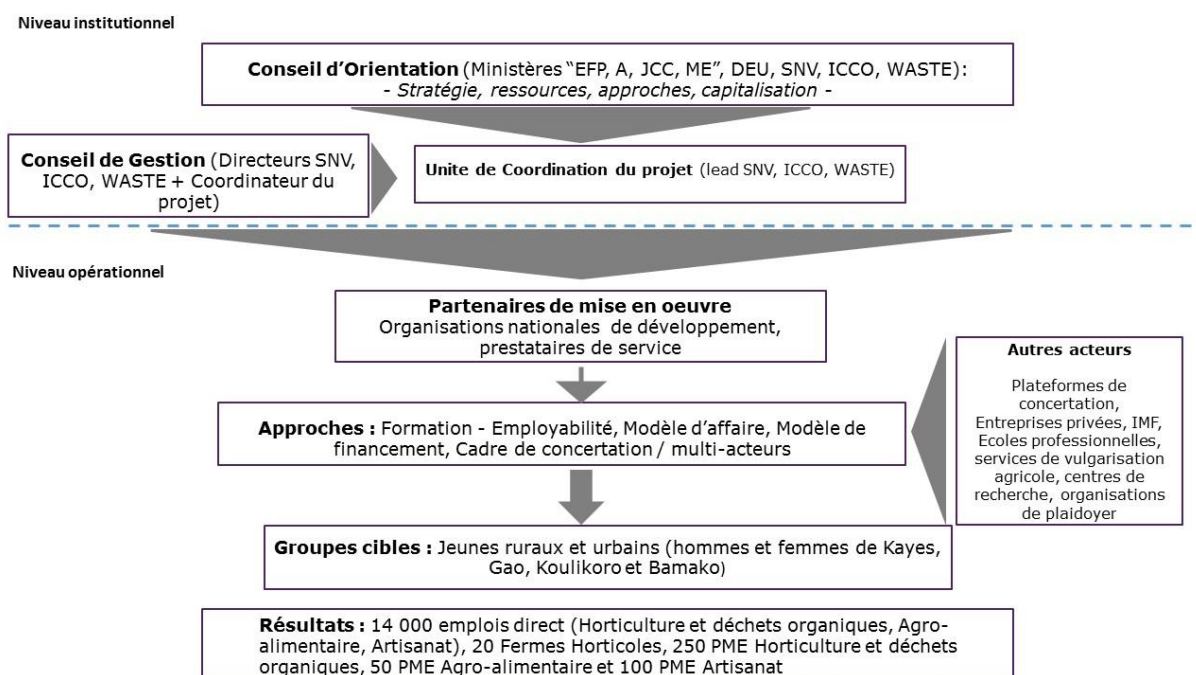 Niveau institutionnel
Conseil d’Orientation (Ministères “EFP, A, JCC, ME”, DEU, SNV, ICCO, WASTE):
- Stratégie, ressources, approches, capitalisation -
Conseil de Gestion (Directeurs SNV,
ICCO, WASTE + Coordinateur du
projet)
Unite de Coordination du projet (lead SNV, ICCO, WASTE)
Niveau opérationnel
Partenaires de mise en oeuvre
Organisations nationales de développement,
prestataires de service
Autres acteurs
Plateformes de
concertation,
Entreprises privées, IMF,
Ecoles professionnelles,
services de vulgarisation
agricole, centres de
recherche, organisations
de plaidoyer
Approches : Formation - Employabilité, Modèle d’affaire, Modèle de
financement, Cadre de concertation / multi-acteurs
Groupes cibles : Jeunes ruraux et urbains (hommes et femmes de Kayes,
Gao, Koulikoro et Bamako)
Résultats : 14 000 emplois direct (Horticulture et déchets organiques, Agro-
alimentaire, Artisanat), 20 Fermes Horticoles, 250 PME Horticulture et déchets
organiques, 50 PME Agro-alimentaire et 100 PME Artisanat